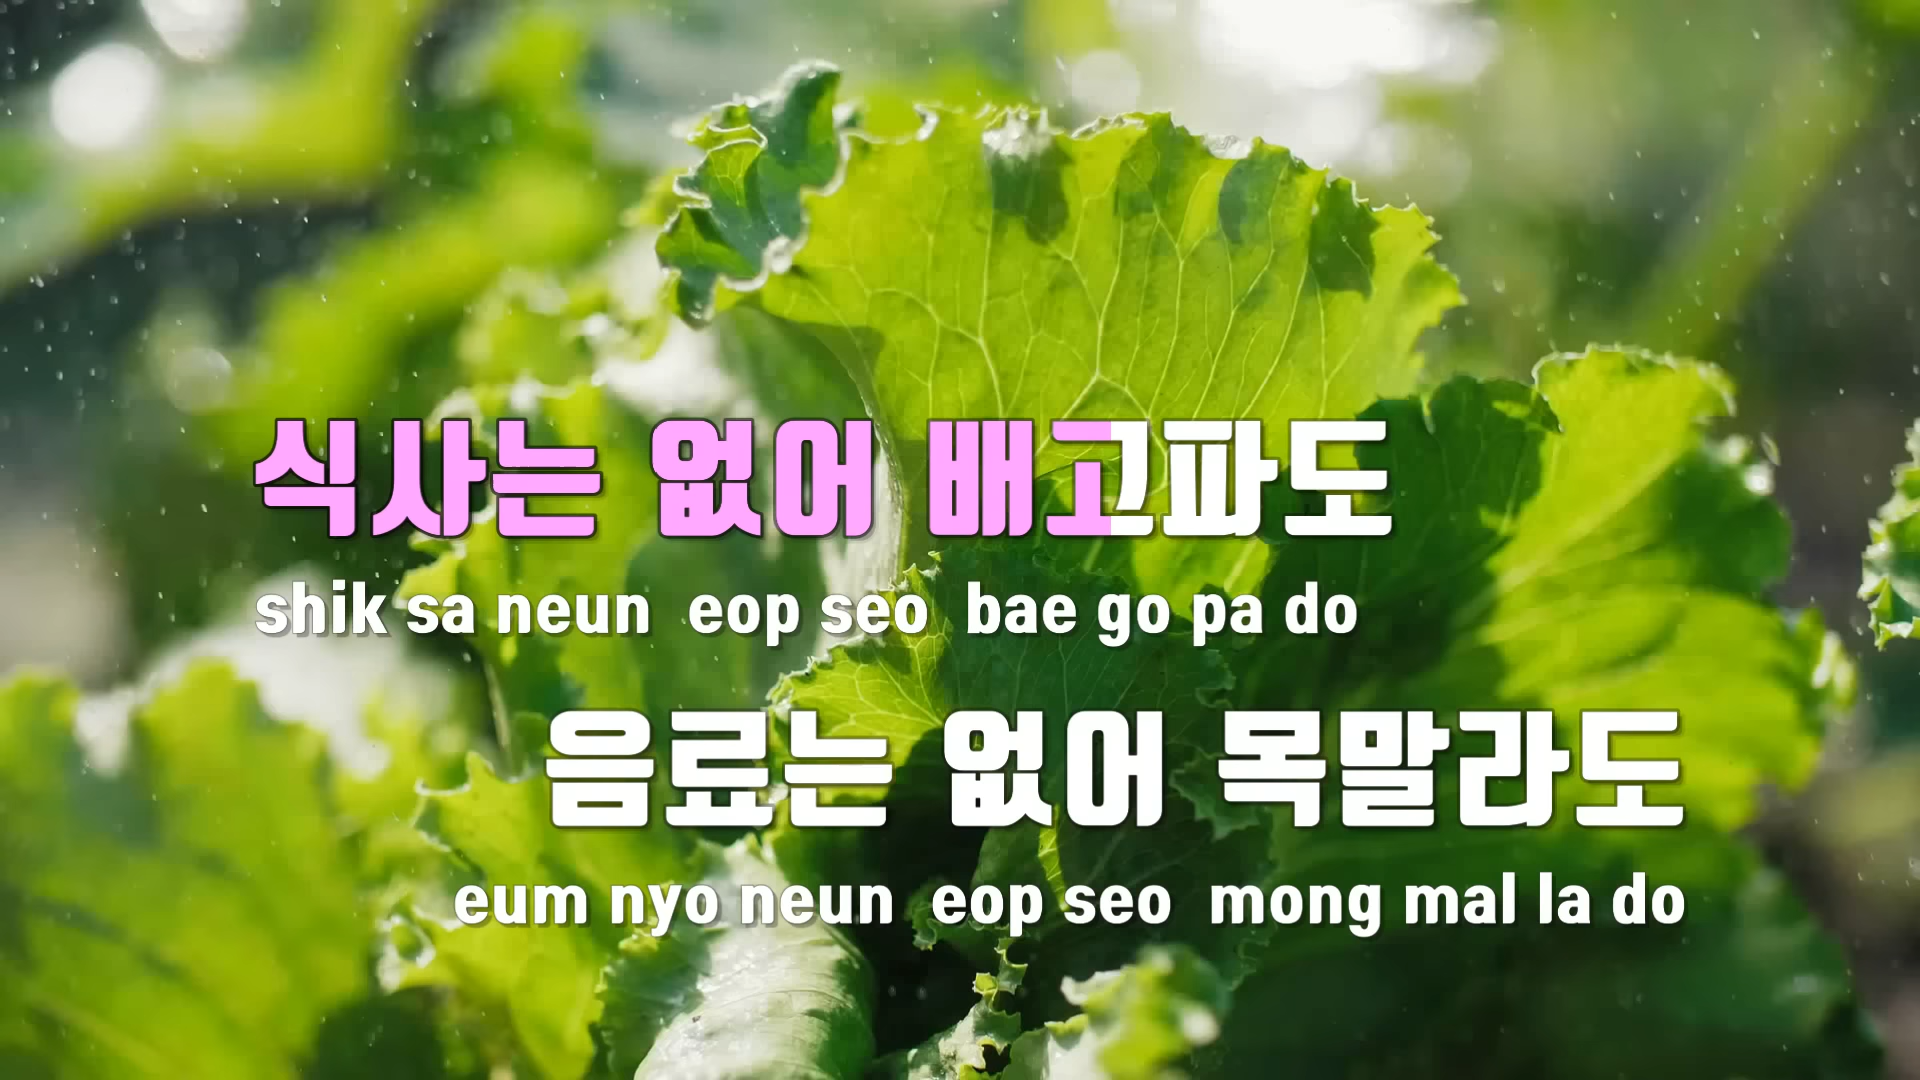 식사는 없어 배고파도
shik sa neun eop seo bae go pa do
음료는 없어 목말라도
eum nyo neun eop seo mong mal la do